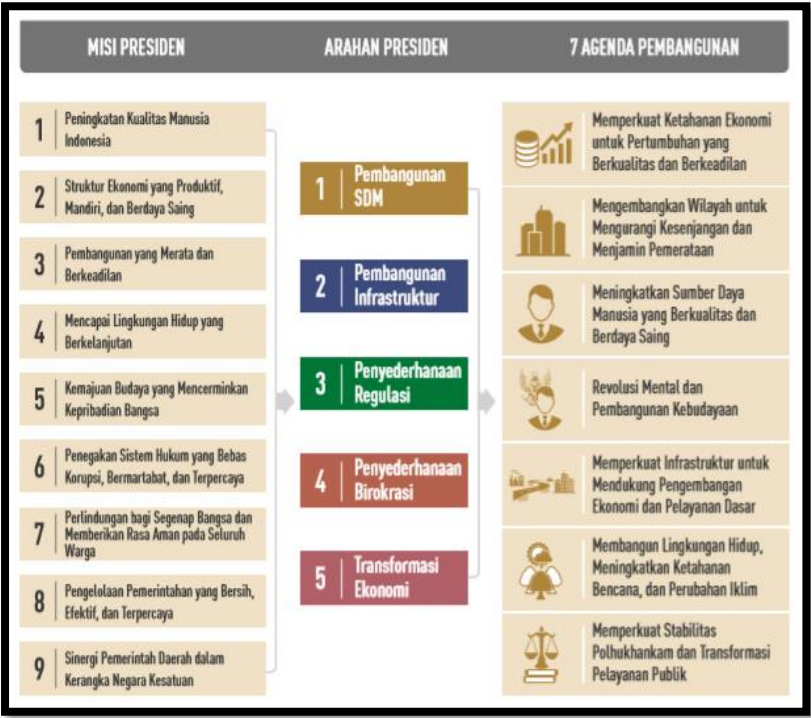 MISI PRESIDEN
ARAHAN PRESIDEN
7 AGENDA PEMBANGUNAN
1
Peningkatan Kualitas Manusia
Indonesia
2
Struktur Ekonomi yang Produktif,
Mandiri, dan Berdaya Saing
3
Pembangunan yang Merata dan
Berkeadilan
4
Mencapai Lingkungan Hidup yang
Berkelanjutan
5
Kemajuan Budaya yang Mencerminkan
Kepribadian Bangsa
6
Penegakan Sistem Hukum yang Bebas
Korupsi, Bermartabat, dan Terpercaya
7
Perlindungan bagi Segenap Bangsa dan
Memberikan Rasa Aman pada Seluruh
Warga
8
Pengelolaan Pemerintahan yang Bersih,
Efektif, dan Terpercaya
9
Sinergi Pemerintah Daerah dalam
Kerangka Negara Kesatuan
1
Pembangunan
SDM
2
Pembangunan
Infrastruktur
3
Penyederhanaan
Regulasi
4
Penyederhanaan
Birokrasi
5
Transformasi
Ekonomi
Memperkuat Ketahanan Ekonomi
untuk Pertumbuhan yang
Berkualitas dan Berkeadilan
Mengembangkan Wilayah untuk
Mengurangi Kesenjangan dan
Menjamin Pemerataan
Meningkatkan Sumber Daya
Manusia yang Berkualitas dan
Berdaya Saing
Revolusi Mental dan
Pembangunan Kebudayaan
Memperkuat Infrastruktur untuk
Mendukung Pengembangan
Ekonomi dan Pelayanan Dasar
Membangun Lingkungan Hidup,
Meningkatkan Ketahanan
Bencana, dan Perubahan Iklim
Memperkuat Stabilitas
Polhukhankam dan Transformasi
Pelayanan Publik